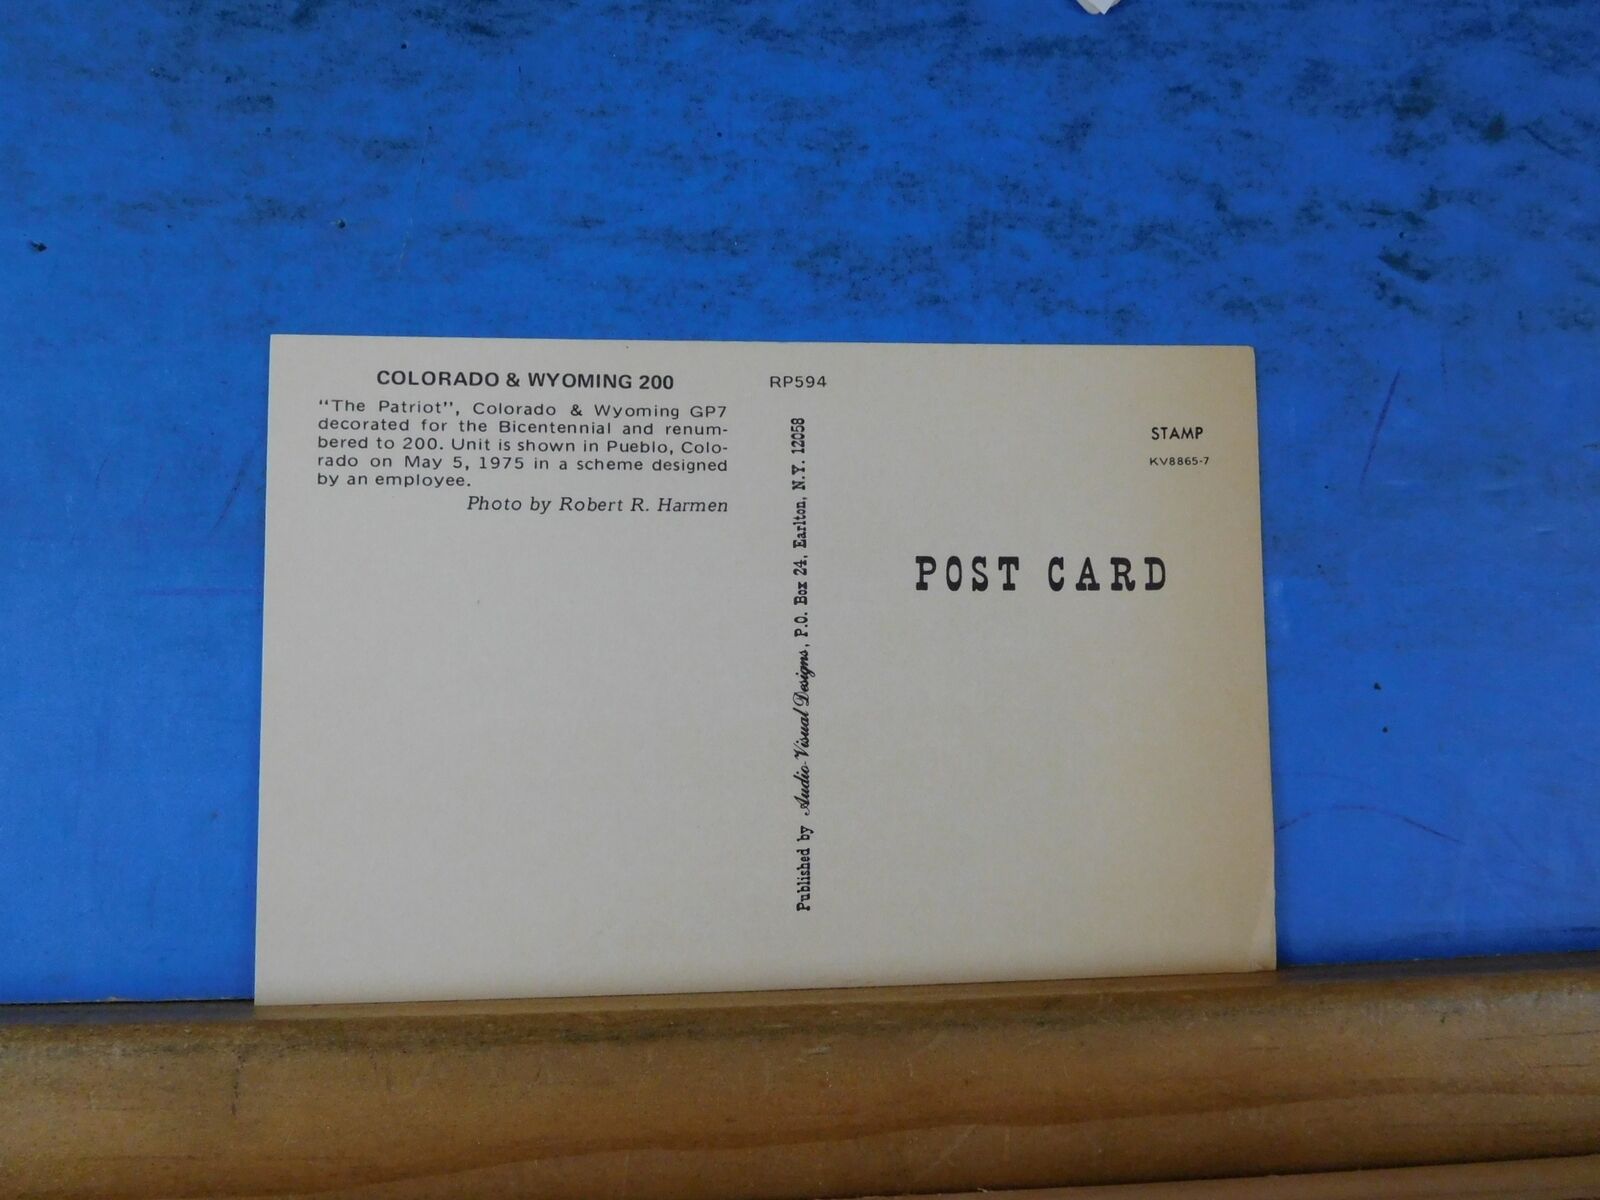 COLORADO & WYOMING 200
"The Patriot", Colorado & Wyoming GP7
decorated for the Bicentennial and renum-
bered to 200. Unit is shown in Pueblo, Colo-
rado on May 5, 1975 in a scheme designed
by an employee.
Photo by Robert R. Harmen
RP594
Published by Audio-Visual Designs, P.O. Box 24, Earlton, N.Y. 12058
STAMP
KV8865-7
POST CARD